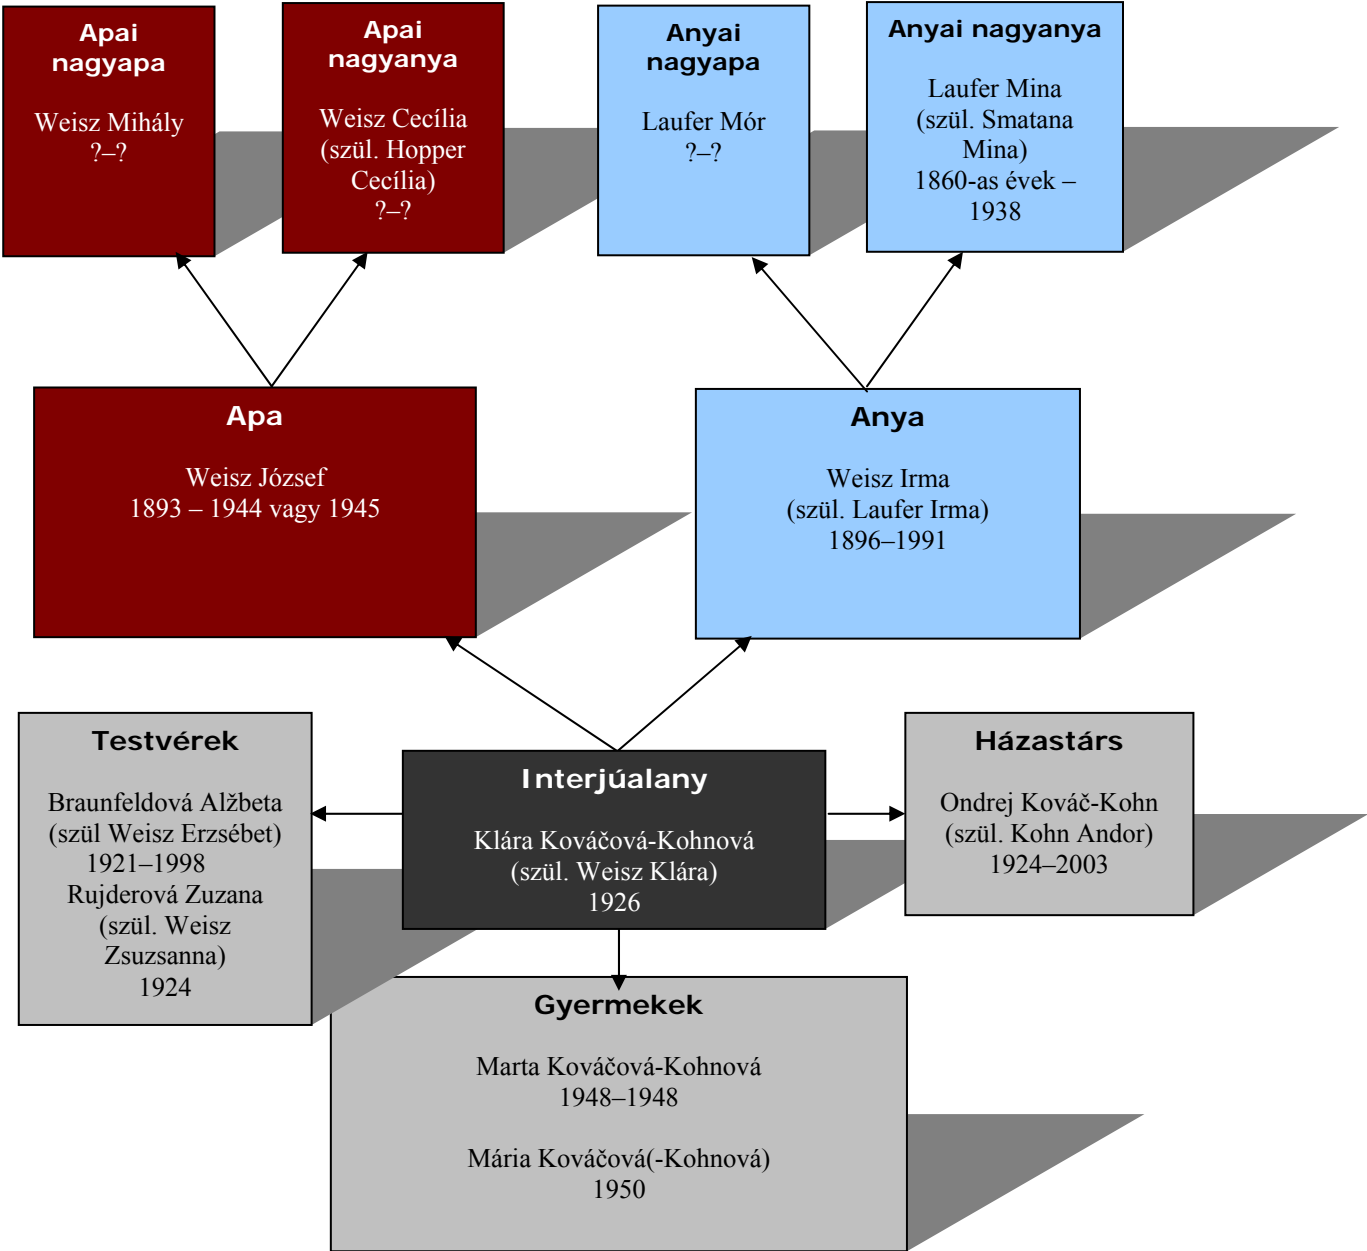 Apai
nagyapa
Weisz Mihály
?–?
Apai
nagyanya
Weisz Cecília
(szül. Hopper
Cecília)
?–?
Anyai
nagyapa
Laufer Mór
?–?
Anyai nagyanya
Laufer Mina
(szül. Smatana
Mina)
1860-as évek –
1938
Apa
Weisz József
1893 – 1944 vagy 1945
Anya
Weisz Irma
(szül. Laufer Irma)
1896–1991
Testvérek
Braunfeldová Alžbeta
(szül Weisz Erzsébet)
1921–1998
Rujderová Zuzana
(szül. Weisz
Zsuzsanna)
1924
Interjúalany
Klára Kováčová-Kohnová
(szül. Weisz Klára)
1926
Házastárs
Ondrej Kováč-Kohn
(szül. Kohn Andor)
1924–2003
Gyermekek
Marta Kováčová-Kohnová
1948–1948
Mária Kováčová(-Kohnová)
1950